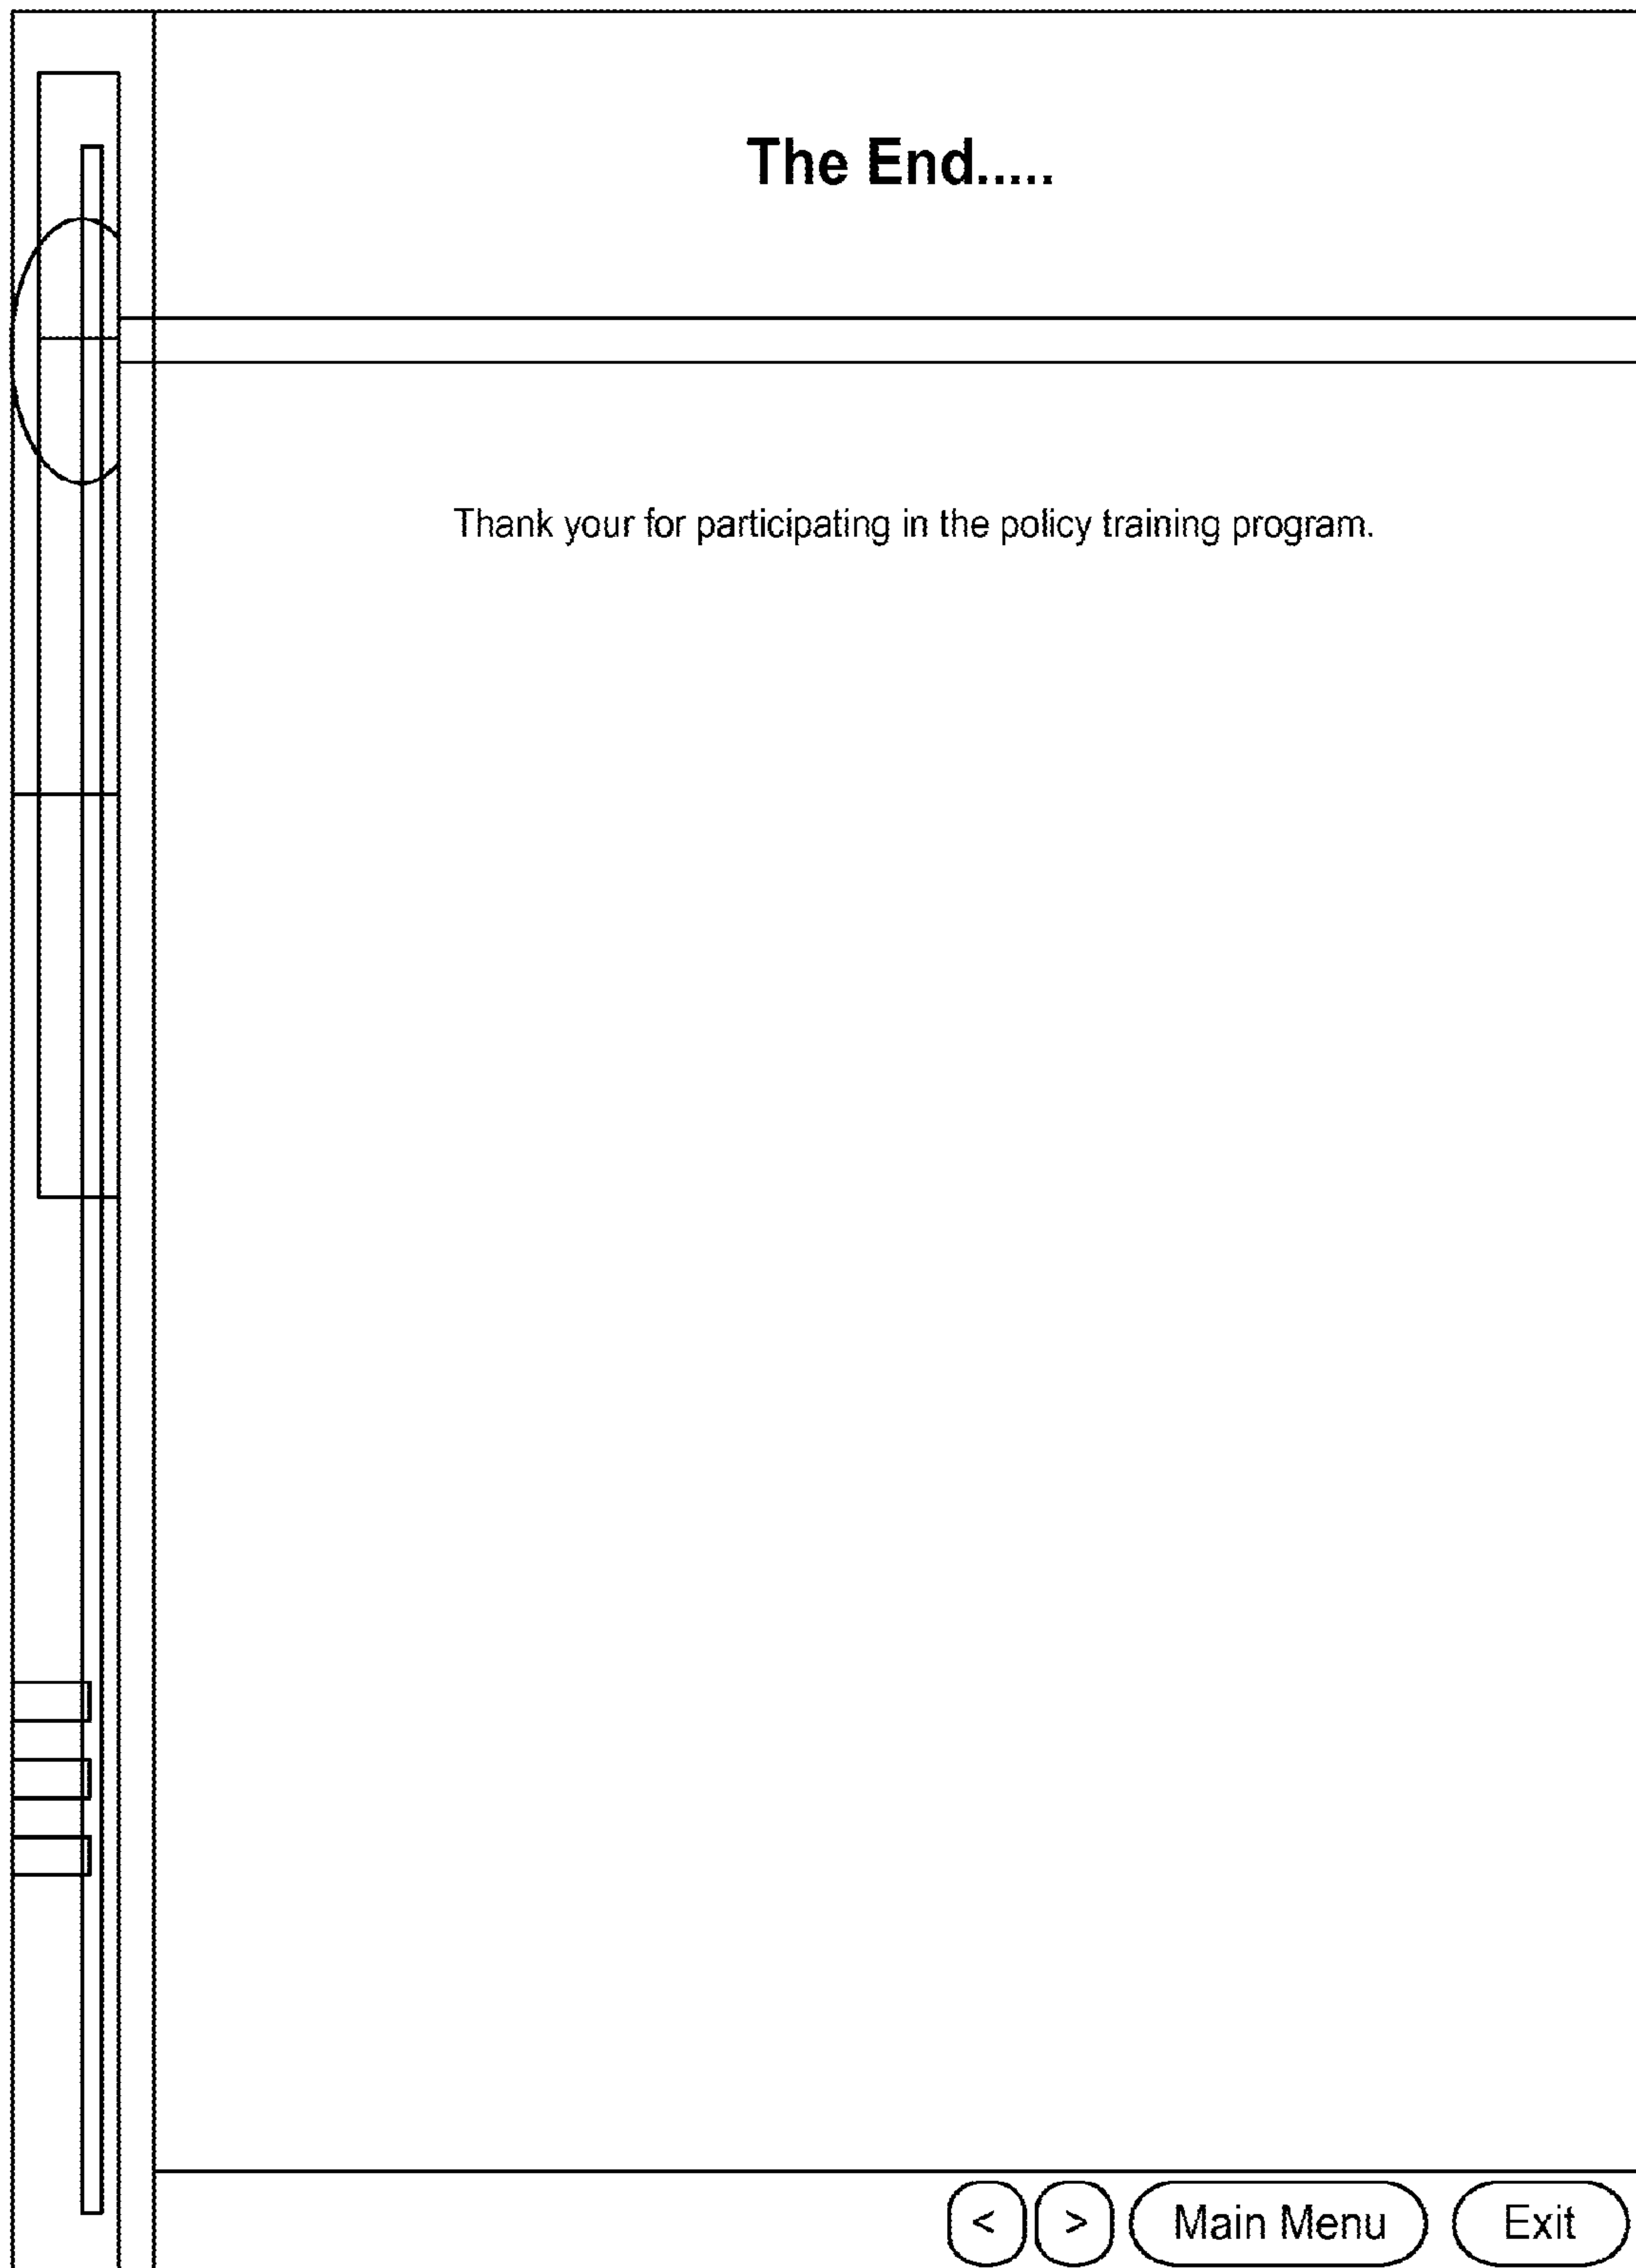 The End.....
Thank your for participating in the policy training program.
< > Main Menu Exit